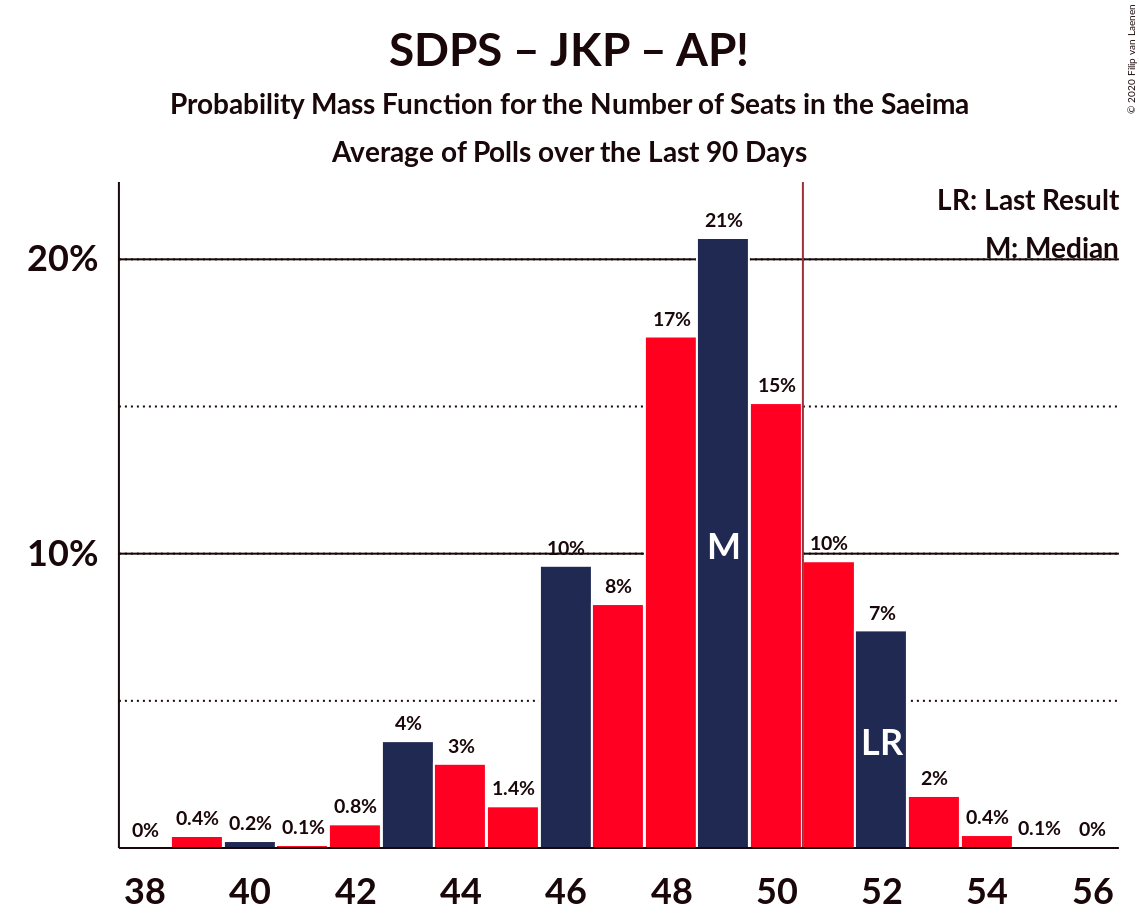 SDPS – JKP – AP!
Probability Mass Function for the Number of Seats in the Saeima
Average of Polls over the Last 90 Days
© 2020 Filip van Laenen
LR: Last Result
M: Median
20%
10%
0%
0.4%
0.2%
0.1%
0.8%
4%
3%
1.4%
10%
8%
17%
21%
15%
10%
7%
2%
0.4%
0.1%
0%
M
LR
38 40 42 44 46 48 50 52 54 56